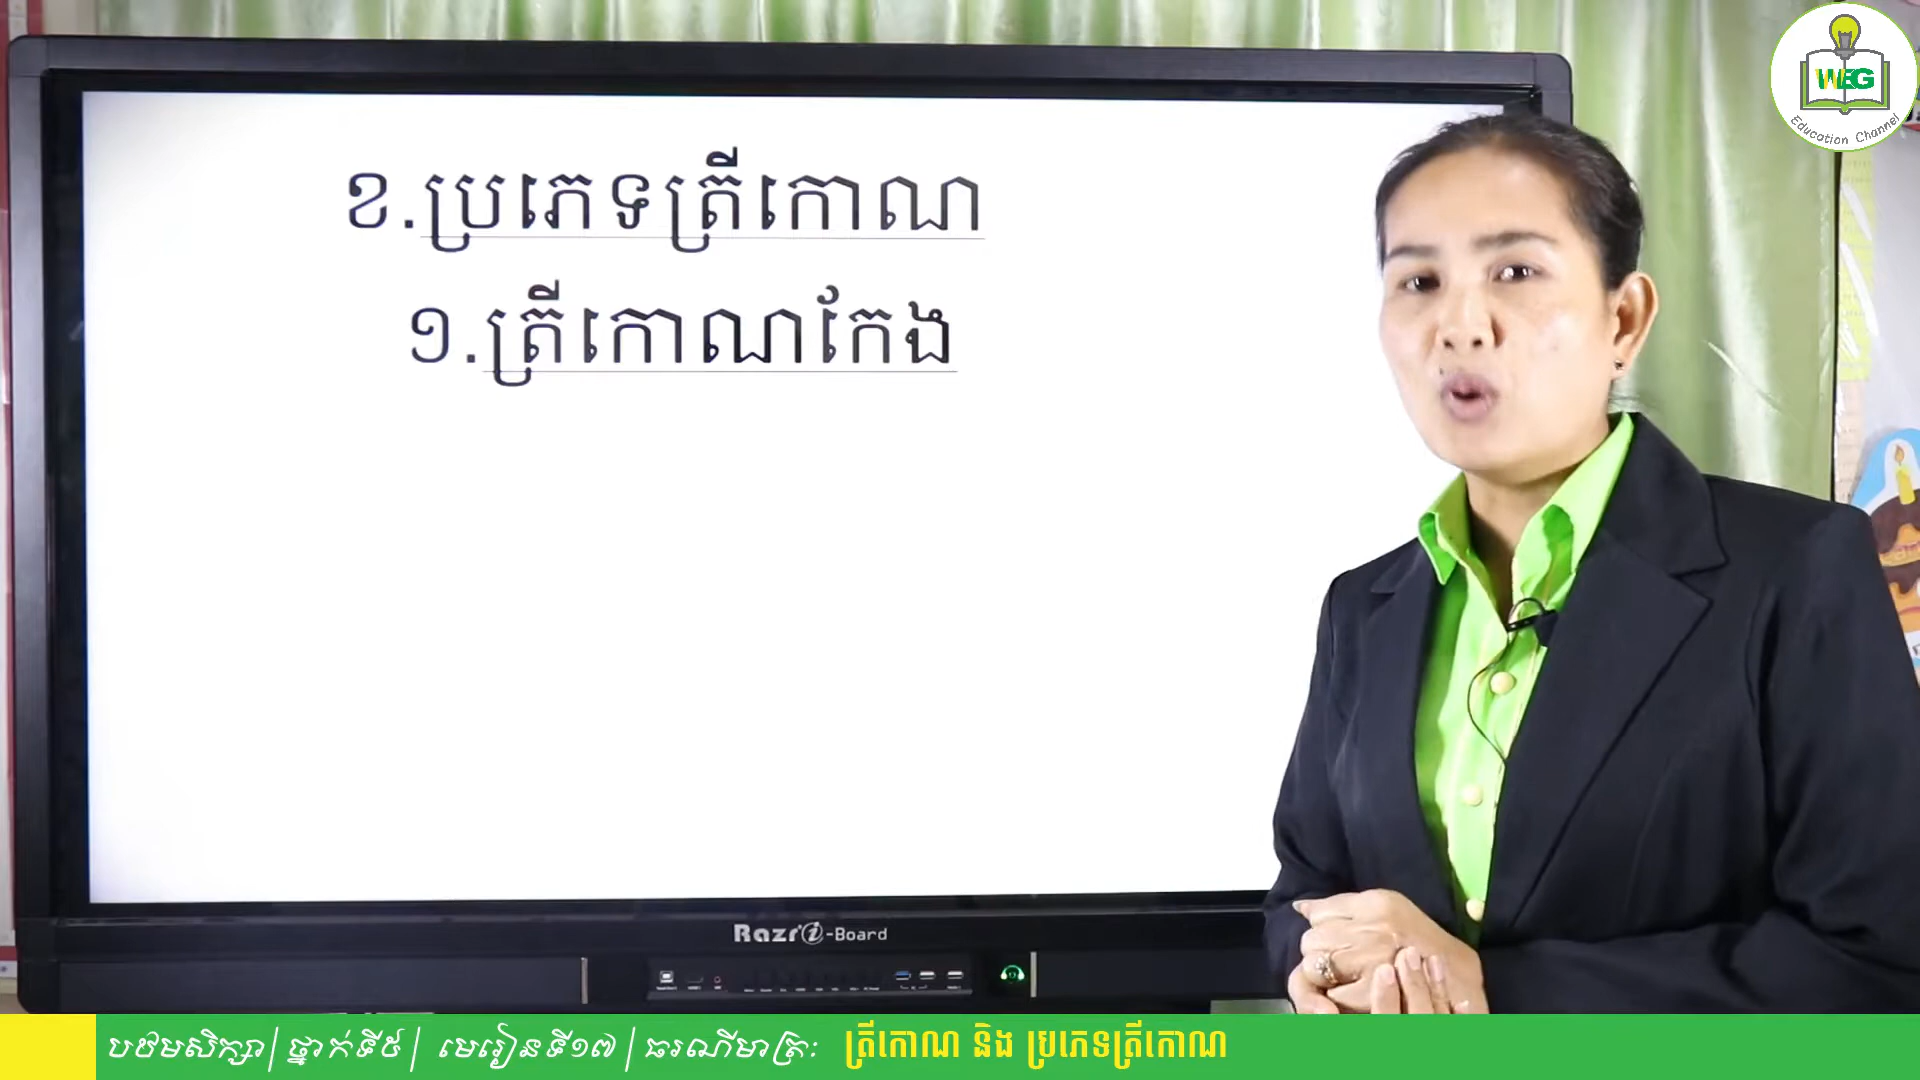 WEG
Education Channel
ខ.ប្រភេទត្រីកោណ
១.ត្រីកោណកែង
Razr i-Board
បឋមសិក្សា| ថ្នាក់ទី៥ | មេរៀនទី១៧ | ធរណីមាត្រ: ត្រីកោណ និង ប្រភេទត្រីកោណ